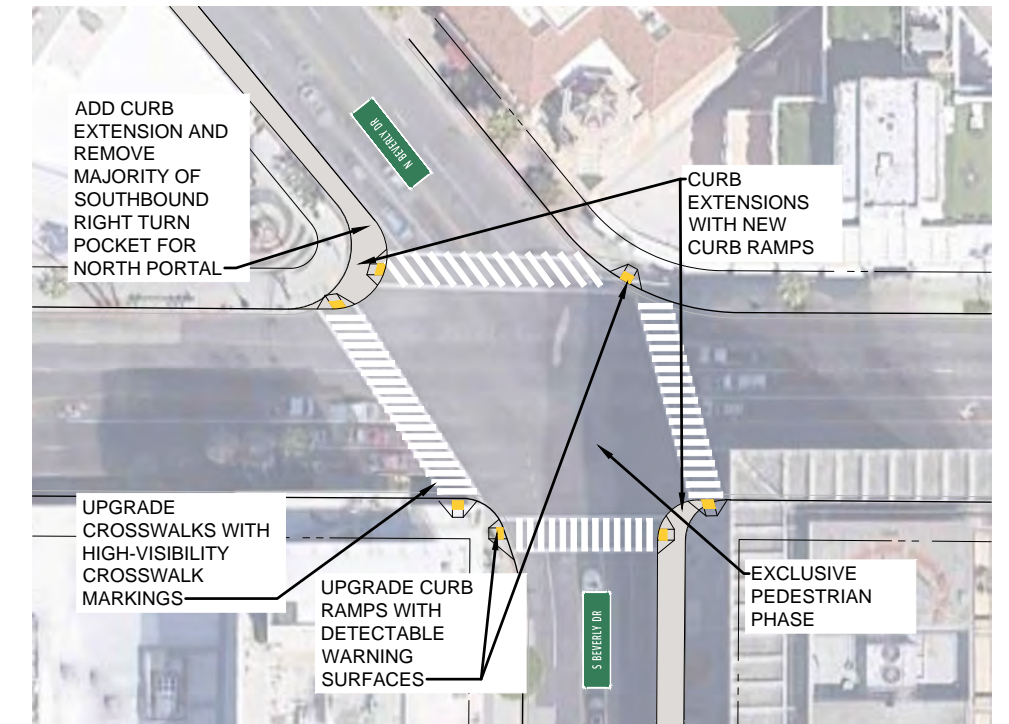 ADD CURB
EXTENSION AND
REMOVE
MAJORITY OF
SOUTHBOUND
RIGHT TURN
POCKET FOR
NORTH PORTAL
N BEVERLY DR
CURB
EXTENSIONS
WITH NEW
CURB RAMPS
UPGRADE
CROSSWALKS WITH
HIGH-VISIBILITY
CROSSWALK
MARKINGS
UPGRADE CURB
RAMPS WITH
DETECTABLE
WARNING
SURFACES
S BEVERLY DR
EXCLUSIVE
PEDESTRIAN
PHASE